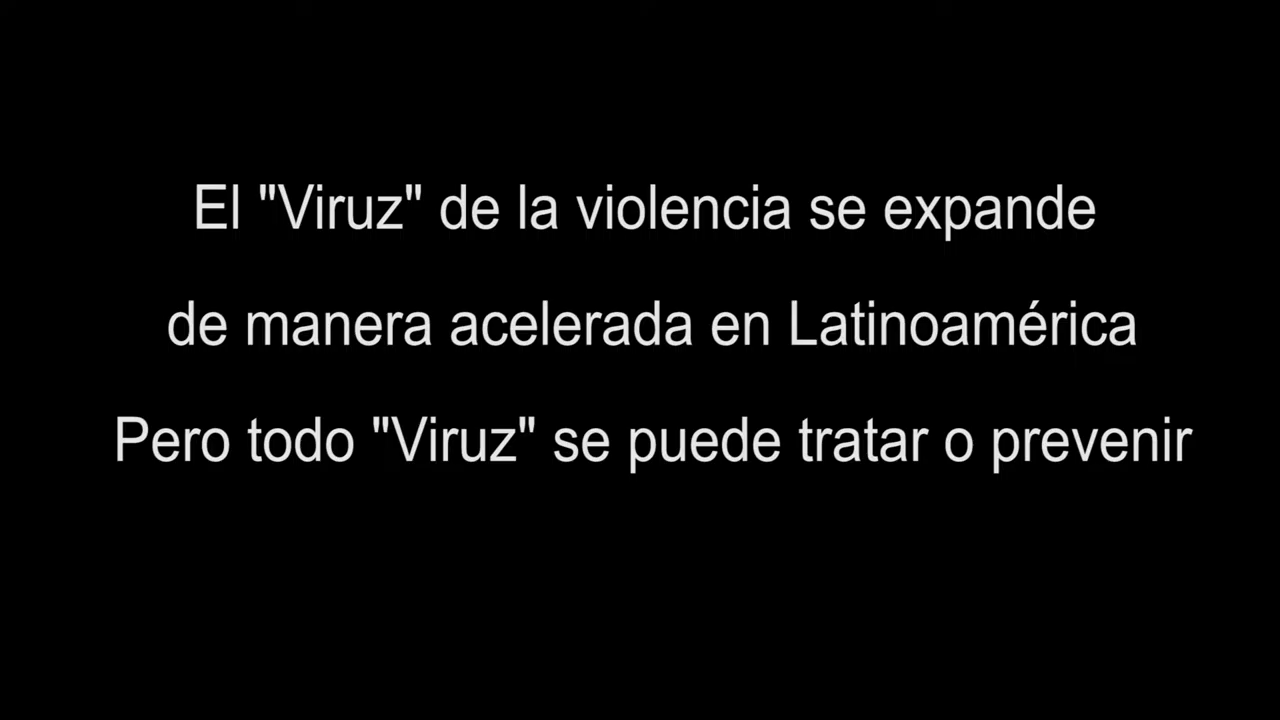 El "Viruz" de la violencia se expande
de manera acelerada en Latinoamérica
Pero todo "Viruz" se puede tratar o prevenir